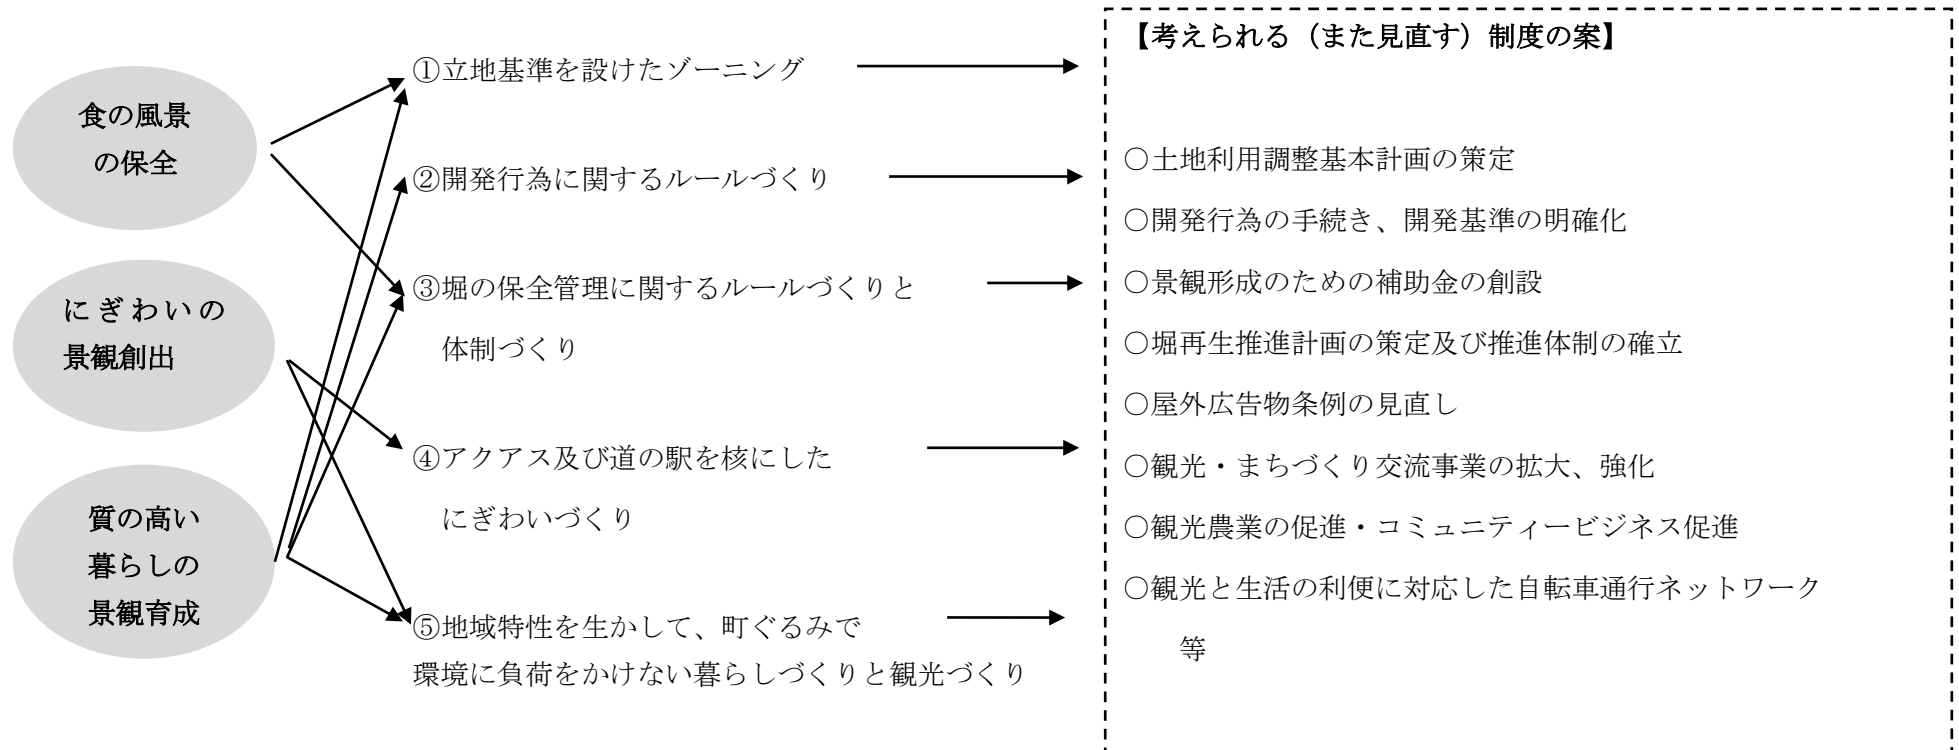 食の風景
の保全
にぎわいの
景観創出
質の高い
暮らしの
景観育成
①立地基準を設けたゾーニング
②開発行為に関するルールづくり
③堀の保全管理に関するルールづくりと
体制づくり
④アクアス及び道の駅を核にした
にぎわいづくり
⑤地域特性を生かして、町ぐるみで
環境に負荷をかけない暮らしづくりと観光づくり
【考えられる（また見直す）制度の案】
〇土地利用調整基本計画の策定
〇開発行為の手続き、開発基準の明確化
〇景観形成のための補助金の創設
〇堀再生推進計画の策定及び推進体制の確立
〇屋外広告物条例の見直し
〇観光・まちづくり交流事業の拡大、強化
〇観光農業の促進・コミュニティービジネス促進
〇観光と生活の利便に対応した自転車通行ネットワーク
等